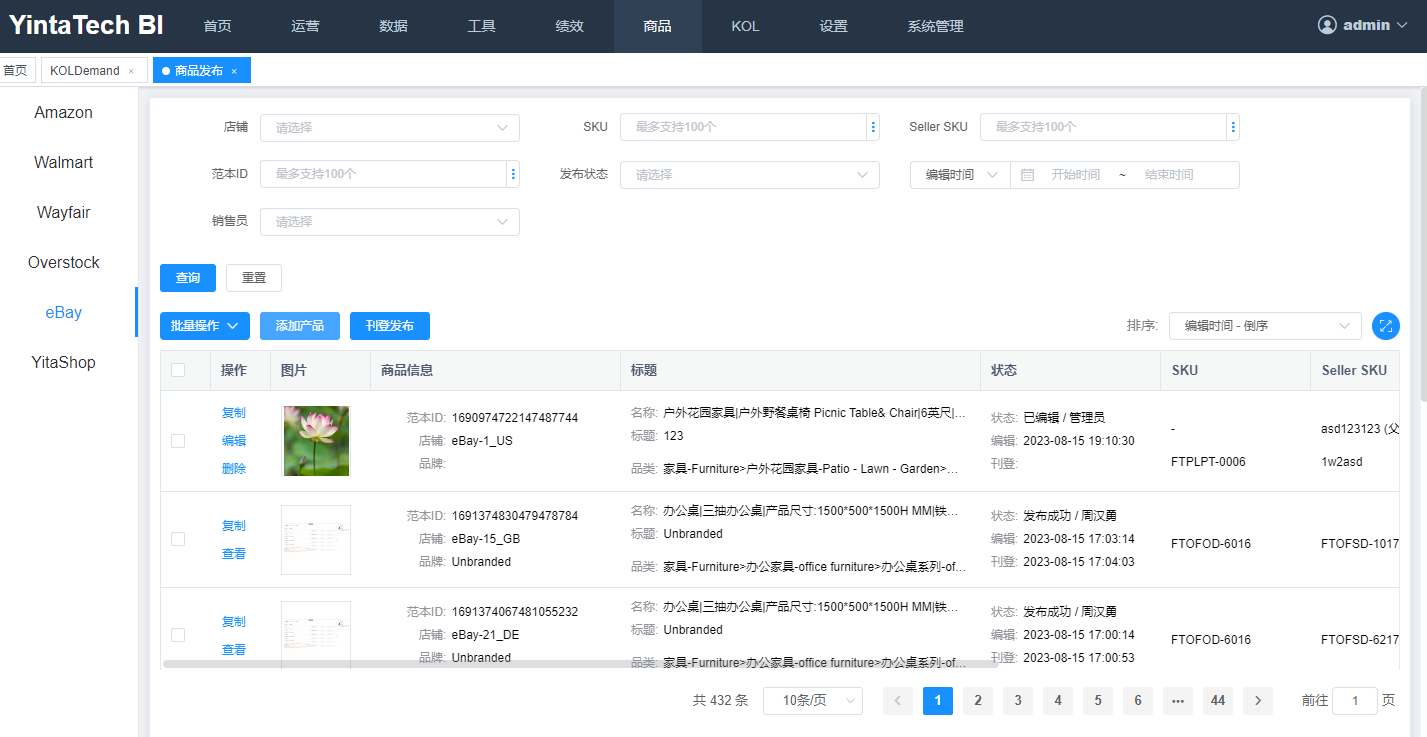 YintaTech BI 首页 运营 数据 工具 绩效 商品 KOL 设置 系统管理 admin
首页 KOLDemand × 商品发布 ×
Amazon
Walmart
Wayfair
Overstock
eBay
YitaShop
店铺 请选择 SKU 最多支持100个 Seller SKU 最多支持100个
范本ID 最多支持100个 发布状态 请选择 编辑时间 开始时间 ~ 结束时间
销售员 请选择
查询 重置
批量操作 添加产品 刊登发布 排序: 编辑时间 - 倒序
操作 图片 商品信息 标题 状态 SKU Seller SKU
复制
编辑
删除
范本ID: 1690974722147487744
店铺: eBay-1_US
品牌:
名称: 户外花园家具|户外野餐桌椅 Picnic Table& Chair|6英尺|...
标题: 123
品类: 家具-Furniture>户外花园家具-Patio - Lawn - Garden>...
状态: 已编辑 / 管理员
编辑: 2023-08-15 19:10:30
刊登:
-
FTPLPT-0006
asd123123 (父
1w2asd
复制
查看
范本ID: 1691374830479478784
店铺: eBay-15_GB
品牌: Unbranded
名称: 办公桌|三抽办公桌|产品尺寸:1500*500*1500H MM|铁...
标题: Unbranded
品类: 家具-Furniture>办公家具-office furniture>办公桌系列-of...
状态: 发布成功 / 周汉勇
编辑: 2023-08-15 17:03:14
刊登: 2023-08-15 17:04:03
FTOFOD-6016
FTOFSD-1017
复制
查看
范本ID: 1691374067481055232
店铺: eBay-21_DE
品牌: Unbranded
名称: 办公桌|三抽办公桌|产品尺寸:1500*500*1500H MM|铁...
标题: Unbranded
品类: 家具-Furniture>办公家具-office furniture>办公桌系列-of...
状态: 发布成功 / 周汉勇
编辑: 2023-08-15 17:00:14
刊登: 2023-08-15 17:00:53
FTOFOD-6016
FTOFSD-6217
共 432 条 10条/页 < 1 2 3 4 5 6 ••• 44 > 前往 1 页